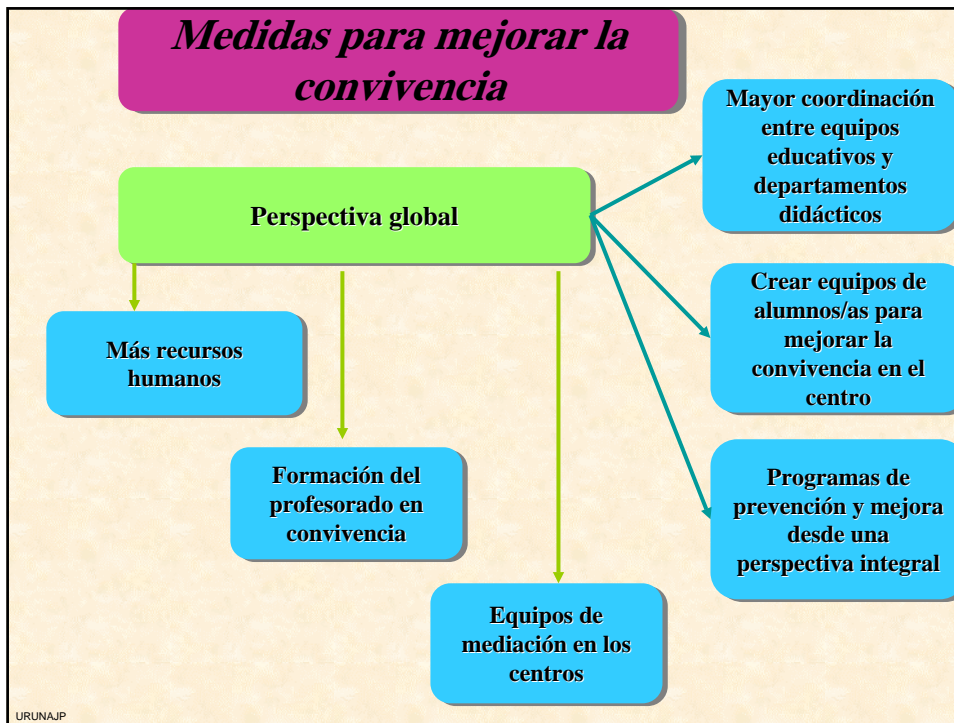 Medidas para mejorar la
convivencia
Perspectiva global
Mayor coordinación
entre equipos
educativos y
departamentos
didácticos
Crear equipos de
alumnos/as para
mejorar la
convivencia en el
centro
Programas de
prevención y mejora
desde una
perspectiva integral
Más recursos
humanos
Formación del
profesorado en
convivencia
Equipos de
mediación en los
centros
URUNAJP